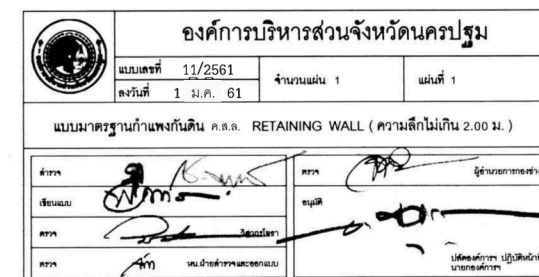 องค์การบริหารส่วนจังหวัดนครปฐม
แบบเลขที่ 11/2561 จำนวนแผ่น 1 แผ่นที่ 1
ลงวันที่ 1 ม.ค. 61
แบบมาตรฐานกำแพงกันดิน ค.ส.ล. RETAINING WALL ( ความลึกไม่เกิน 2.00 ม. )
สำรวจ
ตรวจ ผู้อำนวยการกองช่าง
เขียนแบบ
อนุมัติ
ตรวจ วิศวกรโยธา
ตรวจ หน.ฝ่ายสำรวจและออกแบบ
ปลัดองค์การฯ ปฏิบัติหน้าที่
นายกองค์การฯ